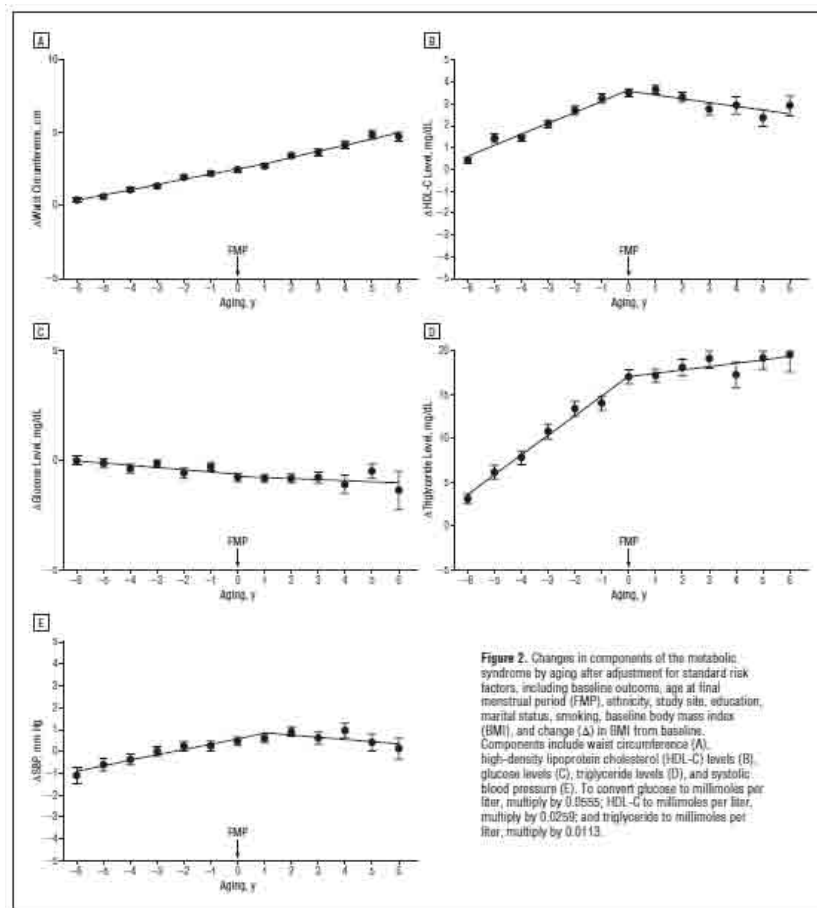 A
10
5
0
−5
ΔWaist Circumference, cm
FMP
−6 −5 −4 −3 −2 −1 0 1 2 3 4 5 6
Aging, y
B
5
4
3
2
1
0
−1
−2
−3
−4
−5
ΔHDL-C Level, mg/dL
FMP
−6 −5 −4 −3 −2 −1 0 1 2 3 4 5 6
Aging, y
C
5
0
−5
ΔGlucose Level, mg/dL
FMP
−6 −5 −4 −3 −2 −1 0 1 2 3 4 5 6
Aging, y
D
20
15
10
5
0
−5
ΔTriglyceride Level, mg/dL
FMP
−6 −5 −4 −3 −2 −1 0 1 2 3 4 5 6
Aging, y
E
5
4
3
2
1
0
−1
−2
−3
−4
−5
ΔSBP, mm Hg
FMP
−6 −5 −4 −3 −2 −1 0 1 2 3 4 5 6
Aging, y
Figure 2. Changes in components of the metabolic
syndrome by aging after adjustment for standard risk
factors, including baseline outcome, age at final
menstrual period (FMP), ethnicity, study site, education,
marital status, smoking, baseline body mass index
(BMI), and change (Δ) in BMI from baseline.
Components include waist circumference (A),
high-density lipoprotein cholesterol (HDL-C) levels (B),
glucose levels (C), triglyceride levels (D), and systolic
blood pressure (E). To convert glucose to millimoles per
liter, multiply by 0.0555; HDL-C to millimoles per liter,
multiply by 0.0259; and triglyceride to millimoles per
liter, multiply by 0.0113.